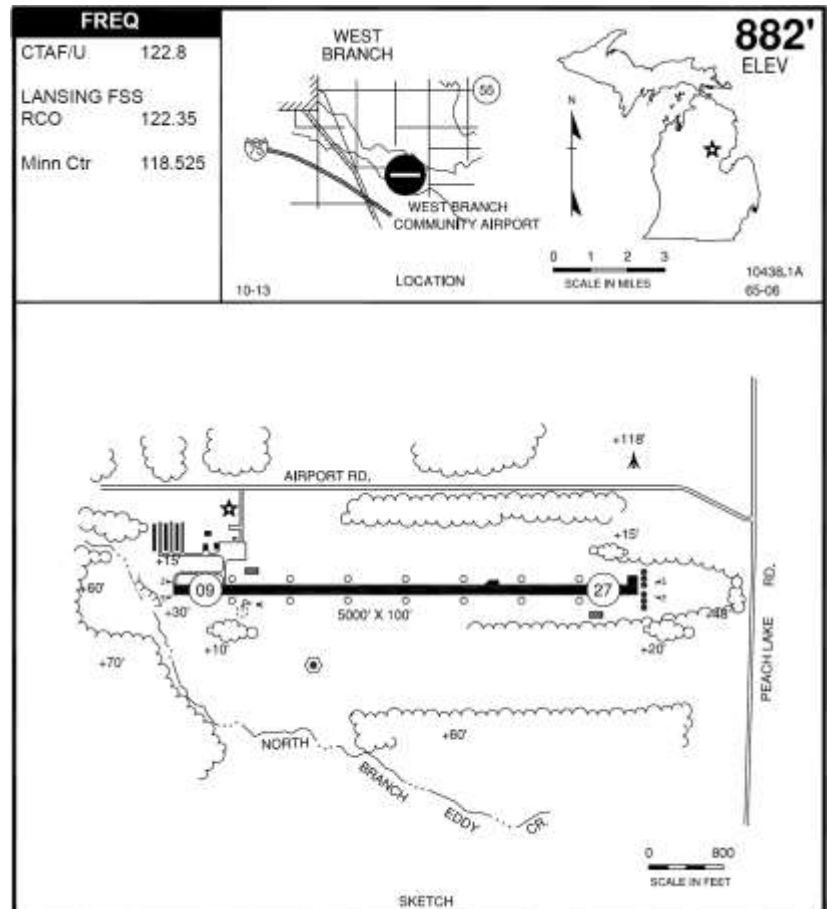 FREQ
CTAF/U 122.8
LANSING FSS
RCO 122.35
Minn Ctr 118.525
WEST
BRANCH
55
75
WEST BRANCH
COMMUNITY AIRPORT
10-13
LOCATION
882'
ELEV
N
0 1 2 3
SCALE IN MILES
10438.1A
65-06
+118'
AIRPORT RD.
+15'
+15'
+60'
09
27
+30'
5000' X 100'
+48'
+10'
+20'
+70'
PEACH LAKE RD.
NORTH
+60'
BRANCH
EDDY
CR.
0 800
SCALE IN FEET
SKETCH